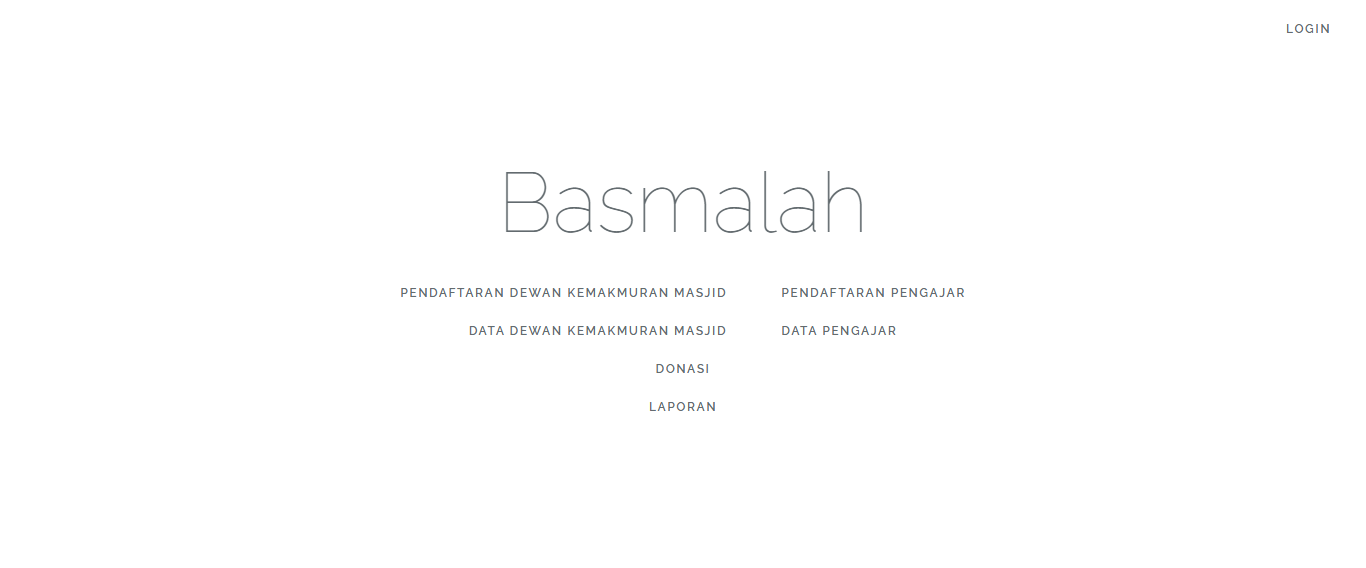 LOGIN
Basmalah
PENDAFTARAN DEWAN KEMAKMURAN MASJID PENDAFTARAN PENGAJAR
DATA DEWAN KEMAKMURAN MASJID DATA PENGAJAR
DONASI
LAPORAN